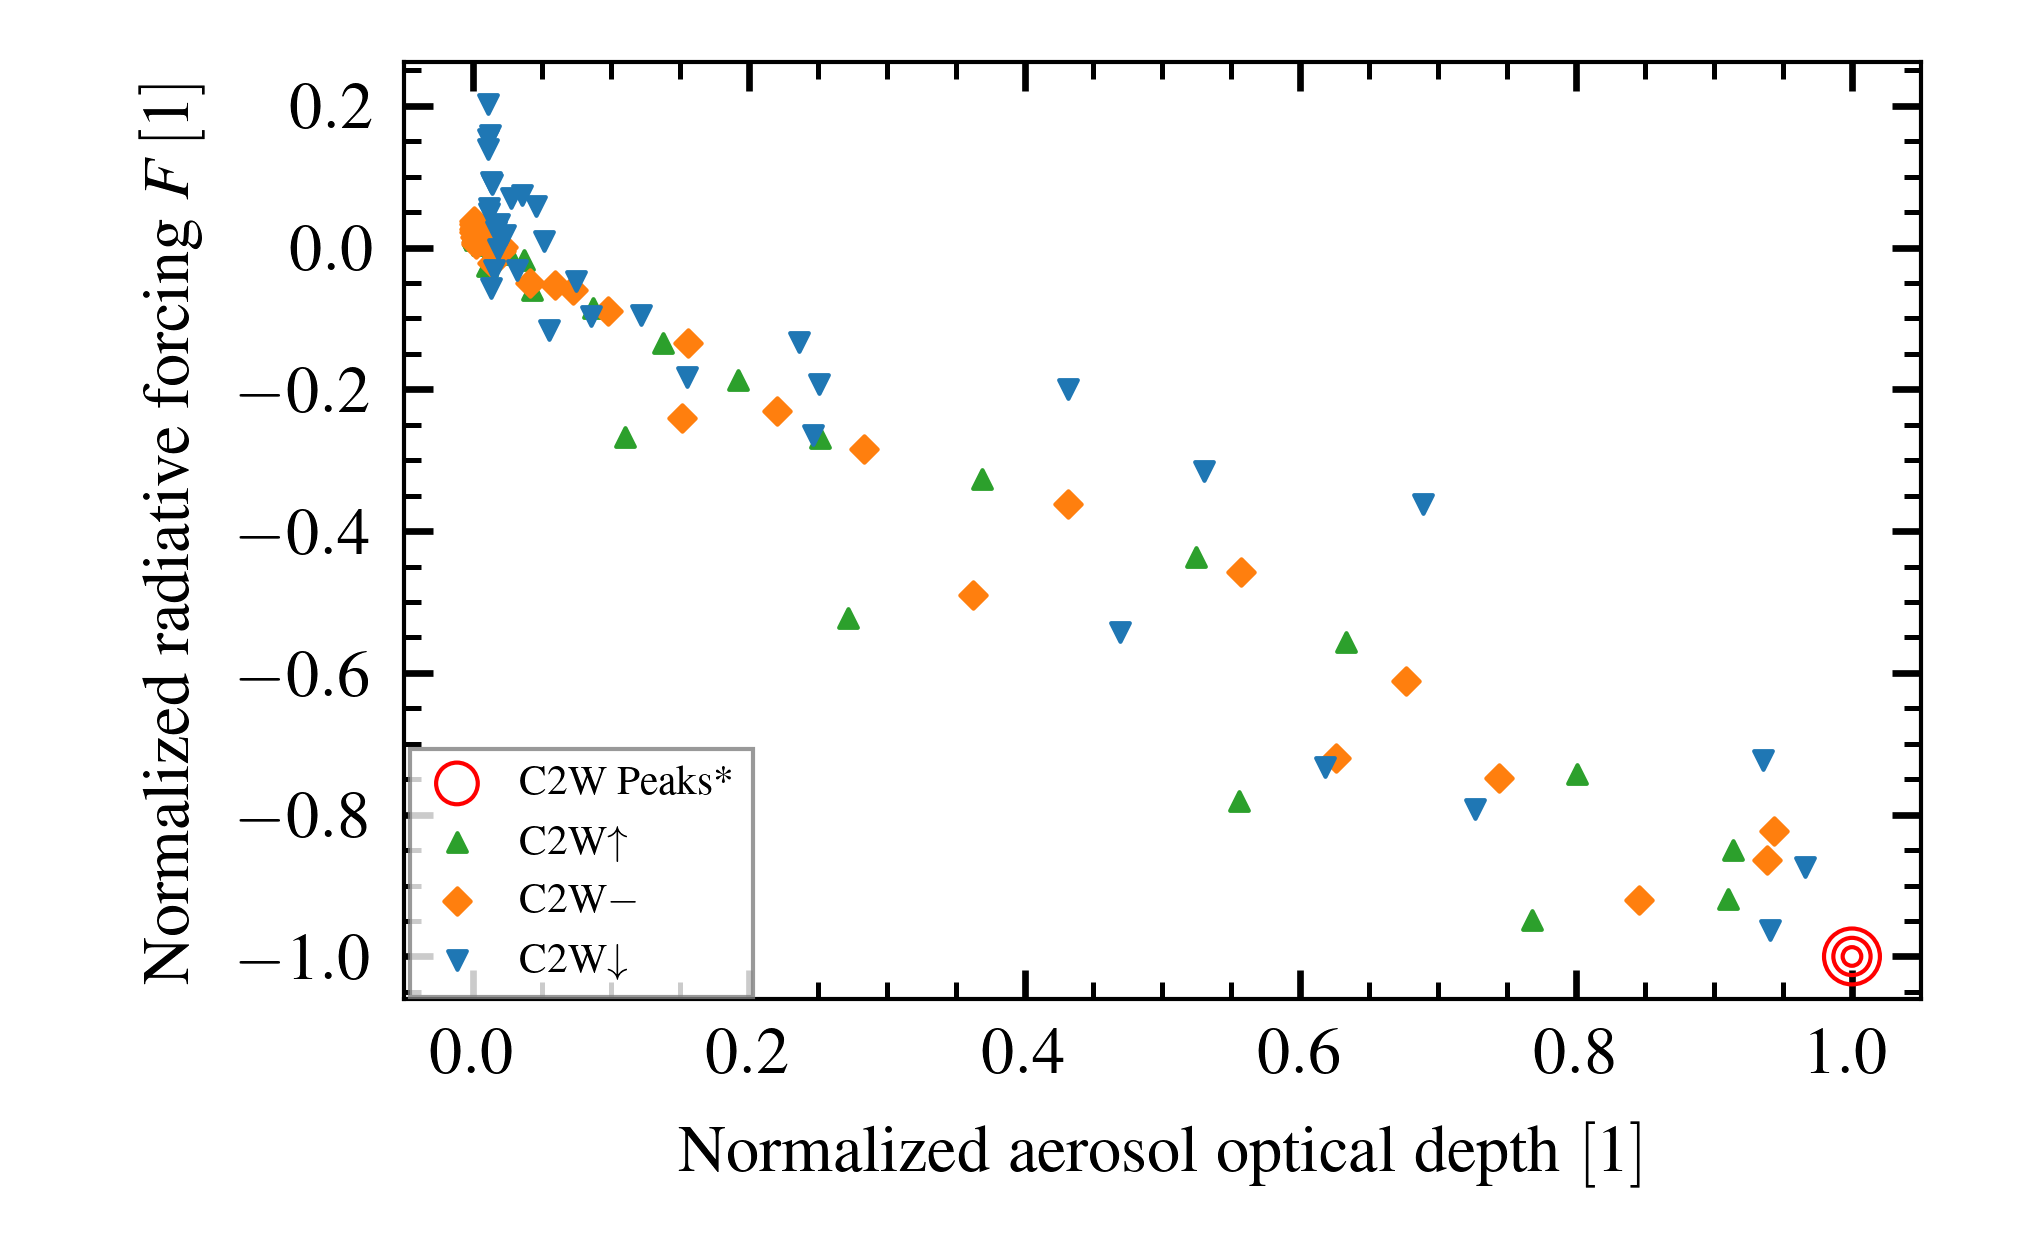 Normalized radiative forcing F [1]
0.2
0.0
−0.2
−0.4
−0.6
−0.8
−1.0
C2W Peaks*
C2W↑
C2W−
C2W↓
0.0 0.2 0.4 0.6 0.8 1.0
Normalized aerosol optical depth [1]